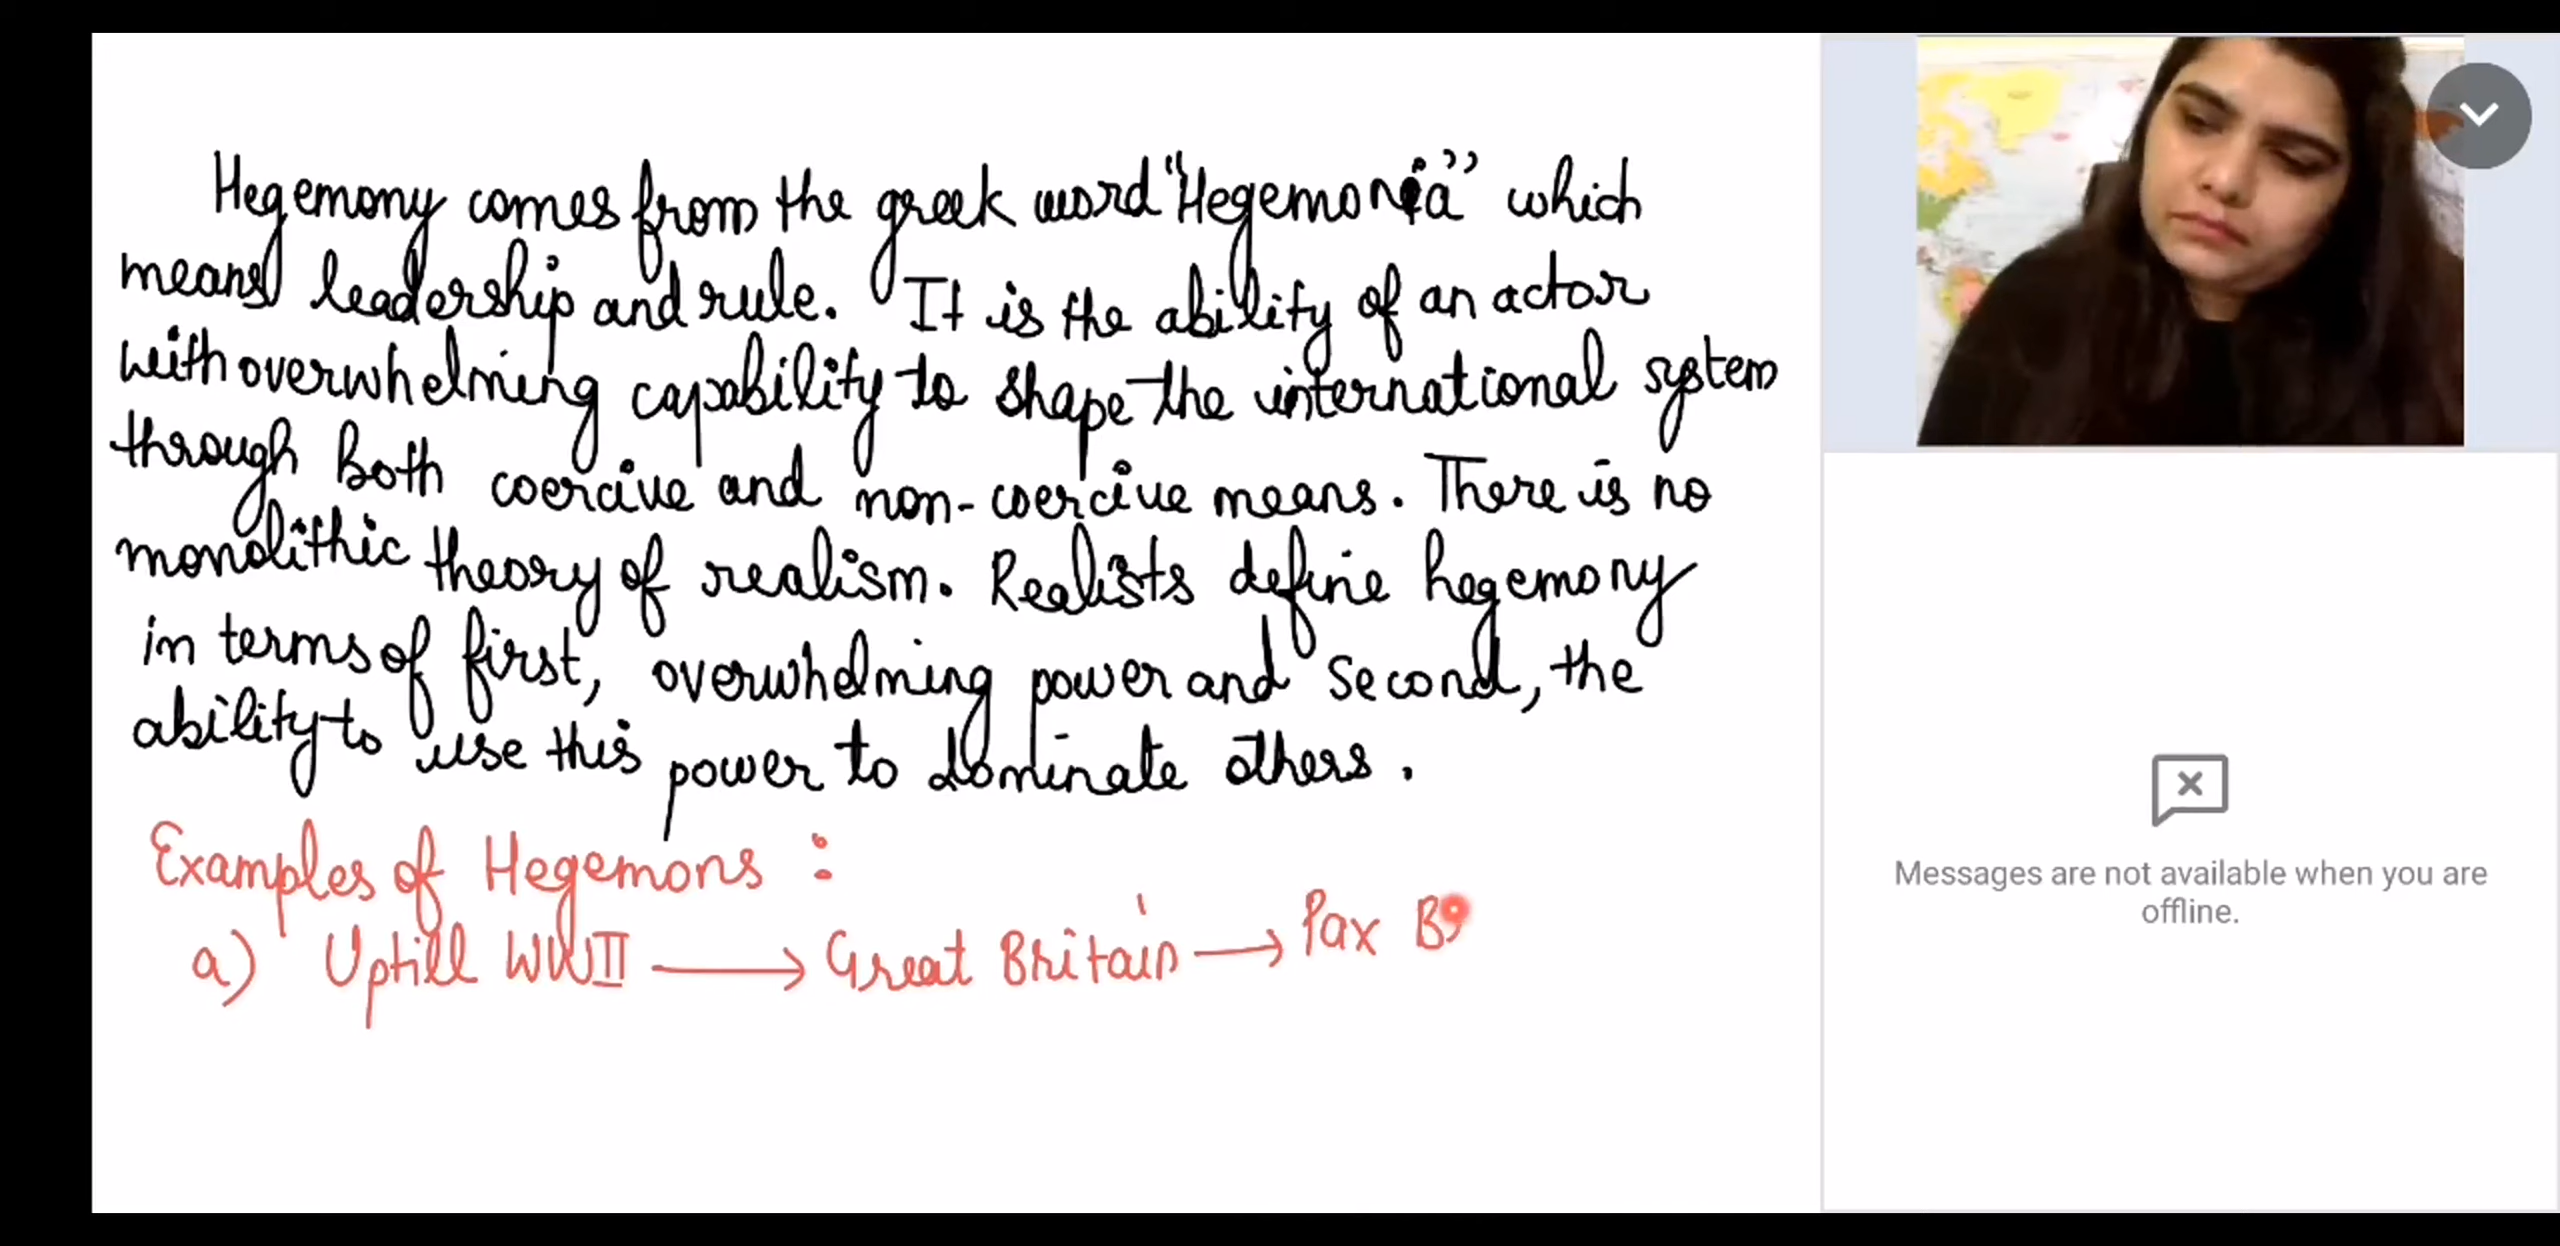 Hegemony comes from the greek word "Hegemonia" which
means leadership and rule. It is the ability of an actor
with overwhelming capability to shape the international system
through both coercive and non-coercive means. There is no
monolithic theory of realism. Realists define hegemony
in terms of first, overwhelming power and second, the
ability to use this power to dominate others.
Examples of Hegemons :
a) Uptill WWII → Great Britain → Pax B
Messages are not available when you are
offline.